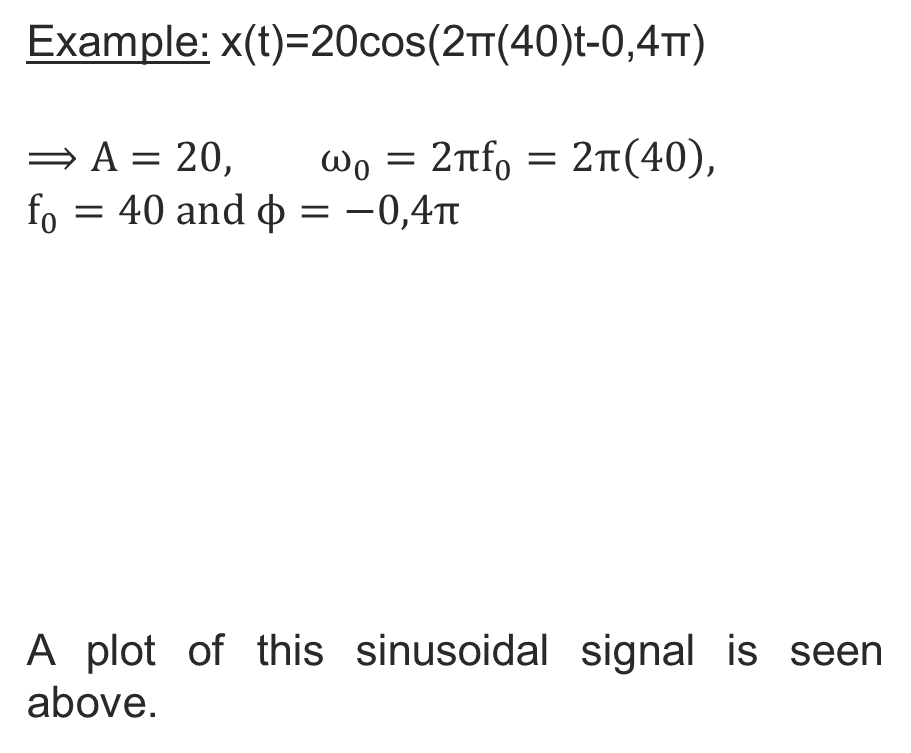 Example: x(t)=20cos(2π(40)t-0,4π)
⟹ A = 20, ω₀ = 2πf₀ = 2π(40),
f₀ = 40 and ϕ = −0,4π
A plot of this sinusoidal signal is seen
above.